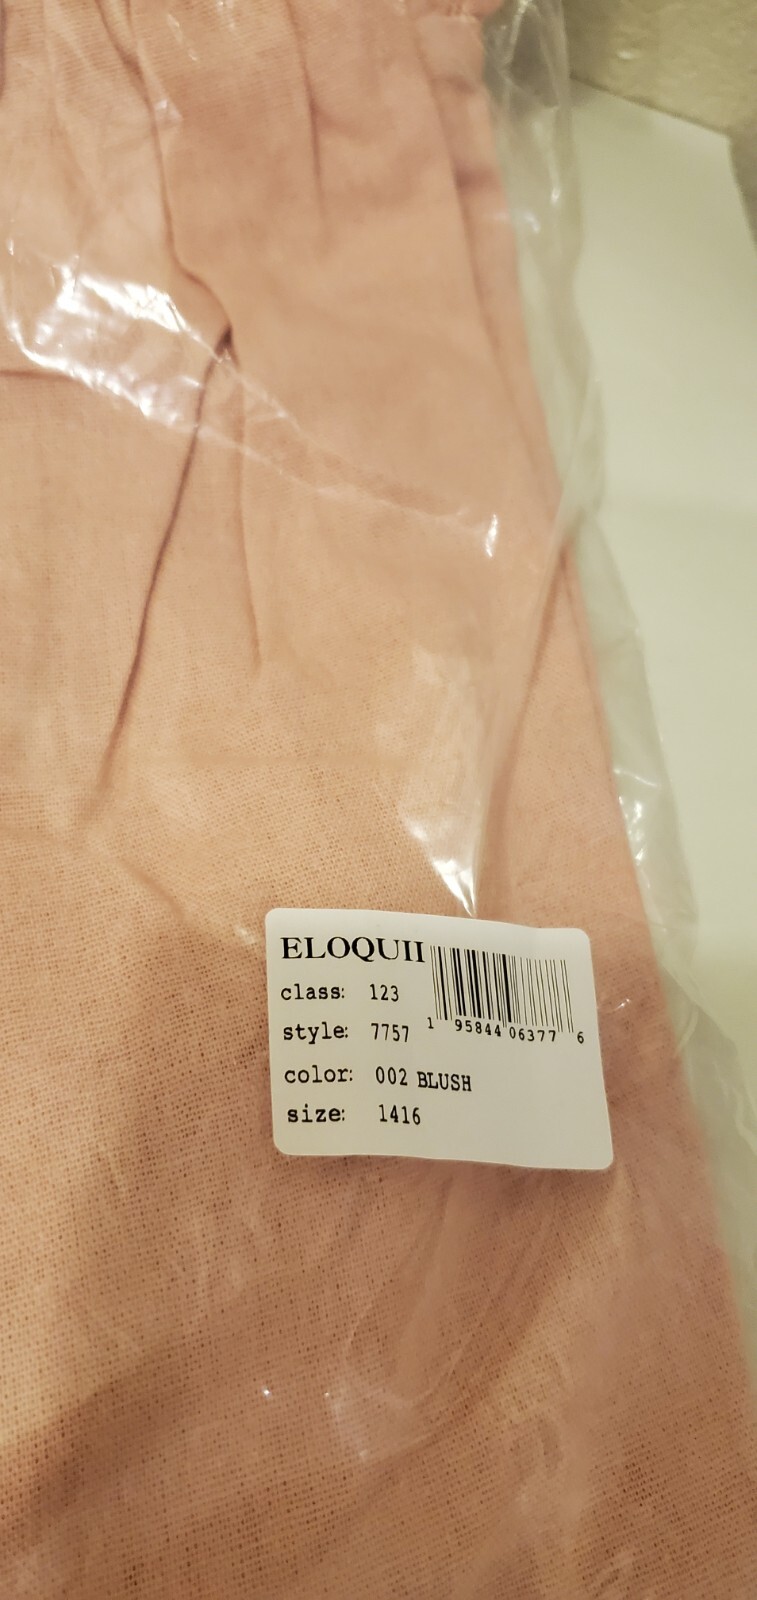 ELOQUII
class: 123
style: 7757
1 95844 06377 6
color: 002 BLUSH
size: 1416